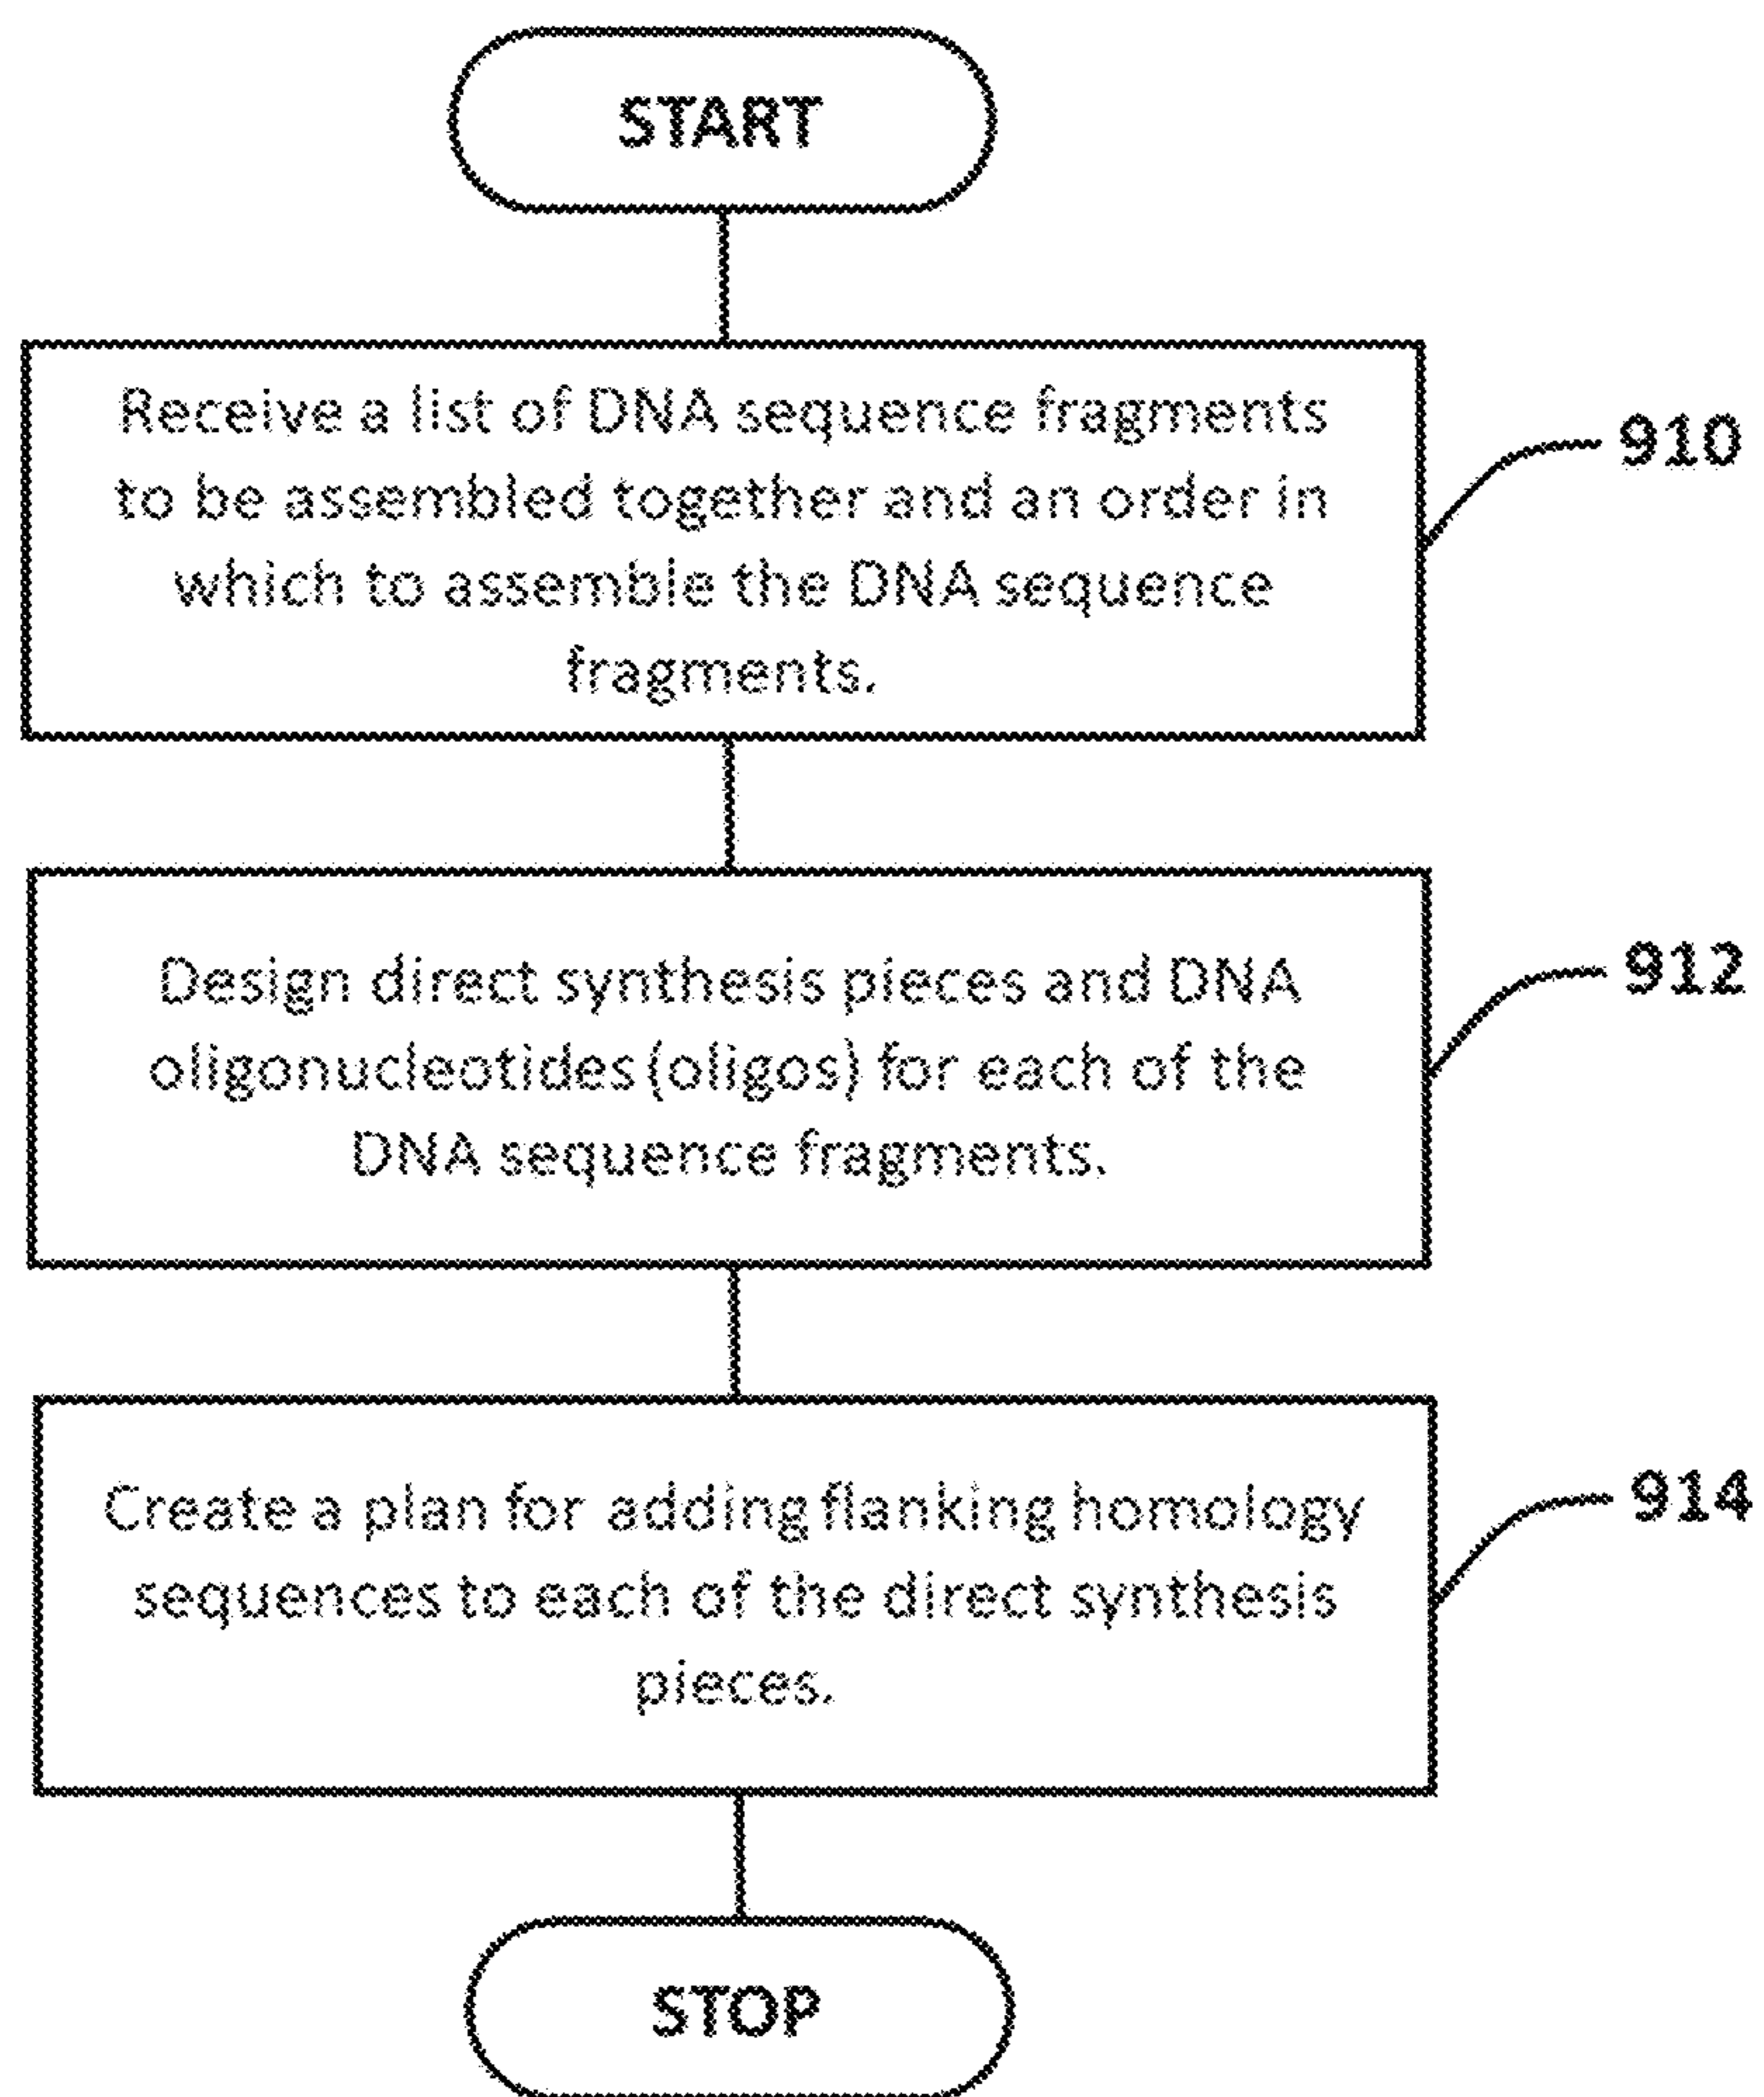 START
Receive a list of DNA sequence fragments
to be assembled together and an order in
which to assemble the DNA sequence
fragments.
910
Design direct synthesis pieces and DNA
oligonucleotides (oligos) for each of the
DNA sequence fragments.
912
Create a plan for adding flanking homology
sequences to each of the direct synthesis
pieces.
914
STOP